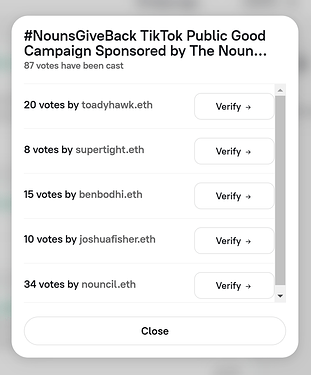 #NounsGiveBack TikTok Public Good
Campaign Sponsored by The Noun...
87 votes have been cast
20 votes by toadyhawk.eth
Verify →
8 votes by supertight.eth
Verify →
15 votes by benbodhi.eth
Verify →
10 votes by joshuafisher.eth
Verify →
34 votes by nouncil.eth
Verify →
Close